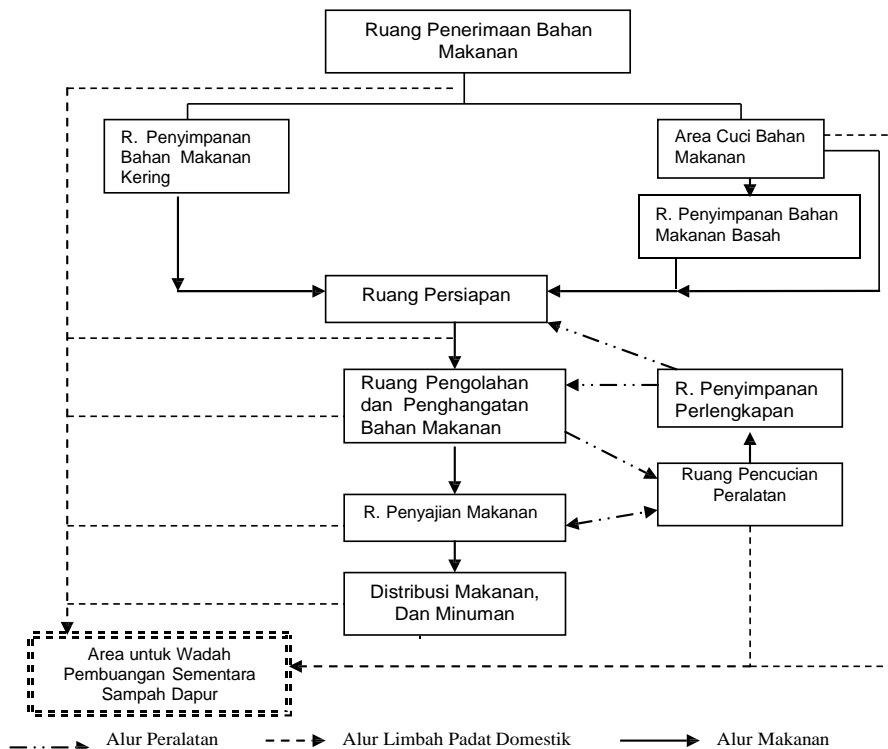 Ruang Penerimaan Bahan
Makanan
R. Penyimpanan
Bahan Makanan
Kering
Area Cuci Bahan
Makanan
R. Penyimpanan Bahan
Makanan Basah
Ruang Persiapan
Ruang Pengolahan
dan Penghangatan
Bahan Makanan
R. Penyimpanan
Perlengkapan
Ruang Pencucian
Peralatan
R. Penyajian Makanan
Distribusi Makanan,
Dan Minuman
Area untuk Wadah
Pembuangan Sementara
Sampah Dapur
Alur Peralatan
Alur Limbah Padat Domestik
Alur Makanan